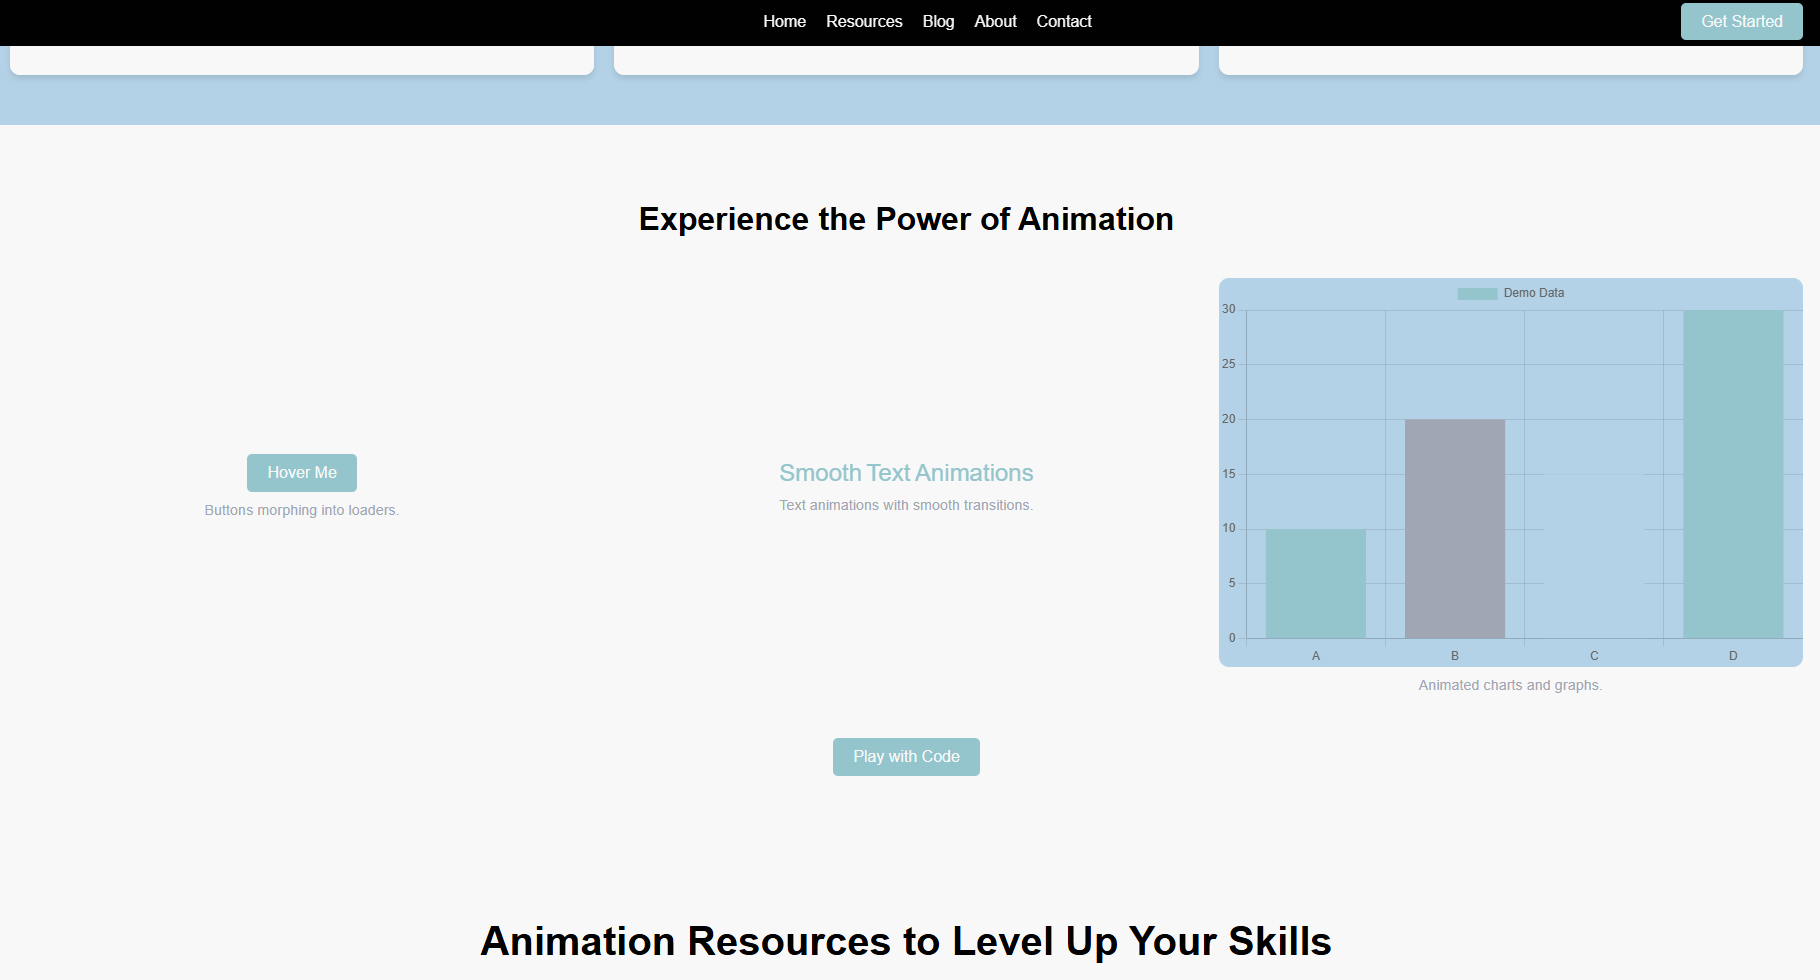 Home Resources Blog About Contact Get Started
Experience the Power of Animation
Hover Me
Buttons morphing into loaders.
Smooth Text Animations
Text animations with smooth transitions.
Demo Data
30
25
20
15
10
5
0
A B C D
Animated charts and graphs.
Play with Code
Animation Resources to Level Up Your Skills